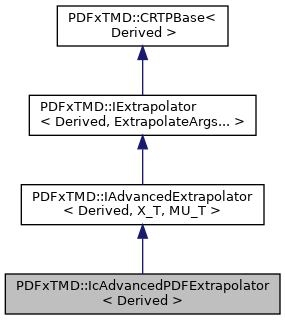 PDFxTMD::CRTPBase<
Derived >
PDFxTMD::IExtrapolator
< Derived, ExtrapolateArgs... >
PDFxTMD::IAdvancedExtrapolator
< Derived, X_T, MU_T >
PDFxTMD::IcAdvancedPDFExtrapolator
< Derived >